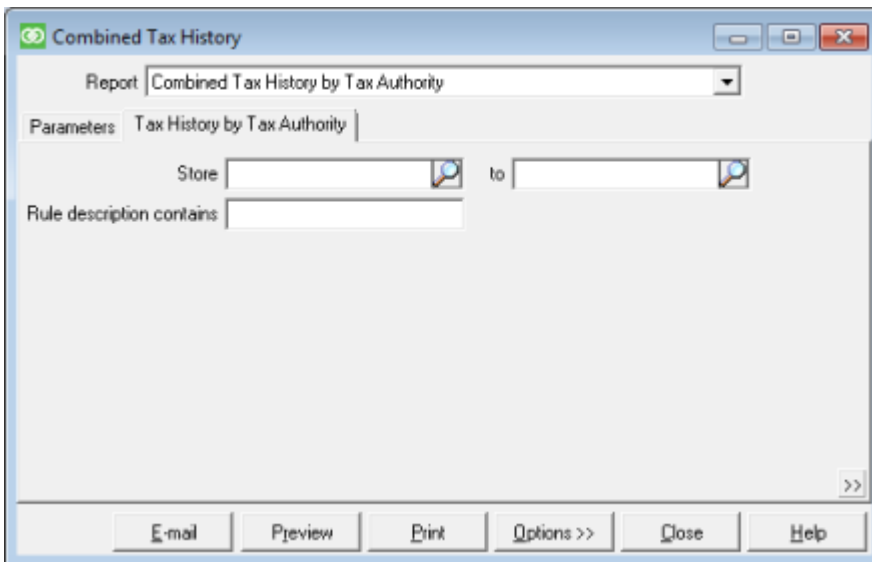 Combined Tax History
Report Combined Tax History by Tax Authority
Parameters Tax History by Tax Authority
Store to
Rule description contains
>>
E-mail Preview Print Options >> Close Help